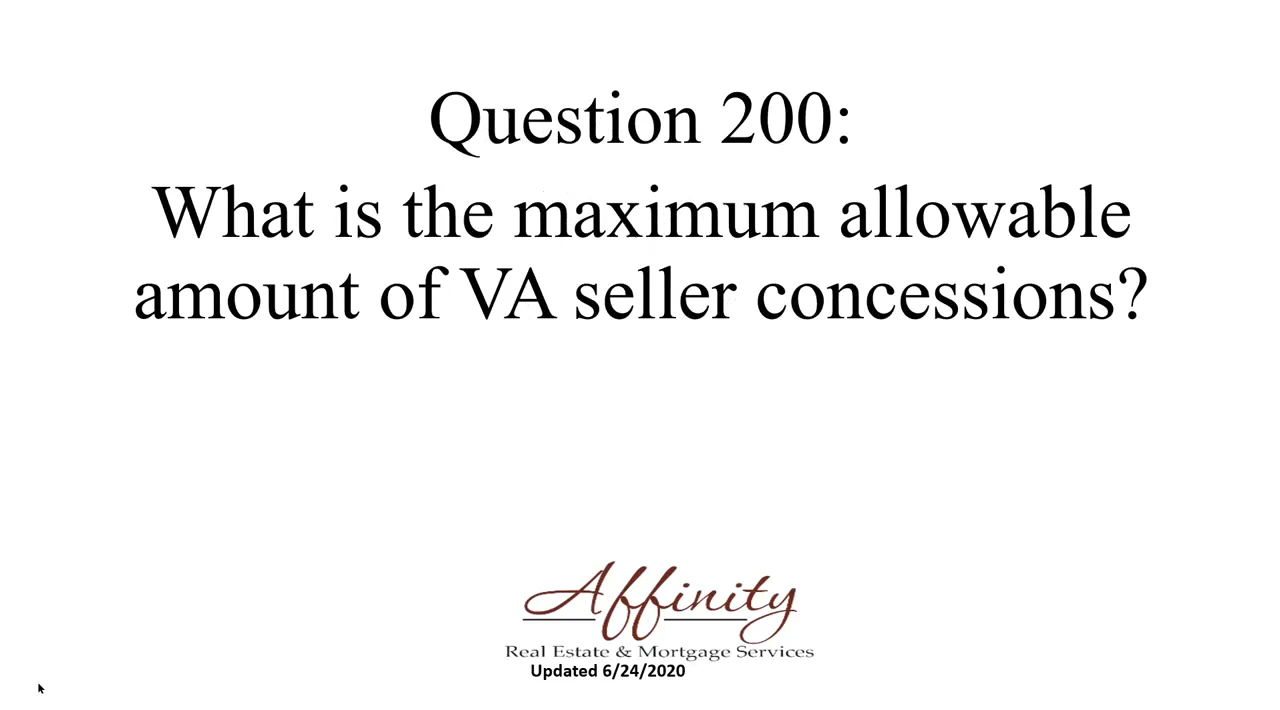 Question 200:
What is the maximum allowable
amount of VA seller concessions?
Affinity
Real Estate & Mortgage Services
Updated 6/24/2020